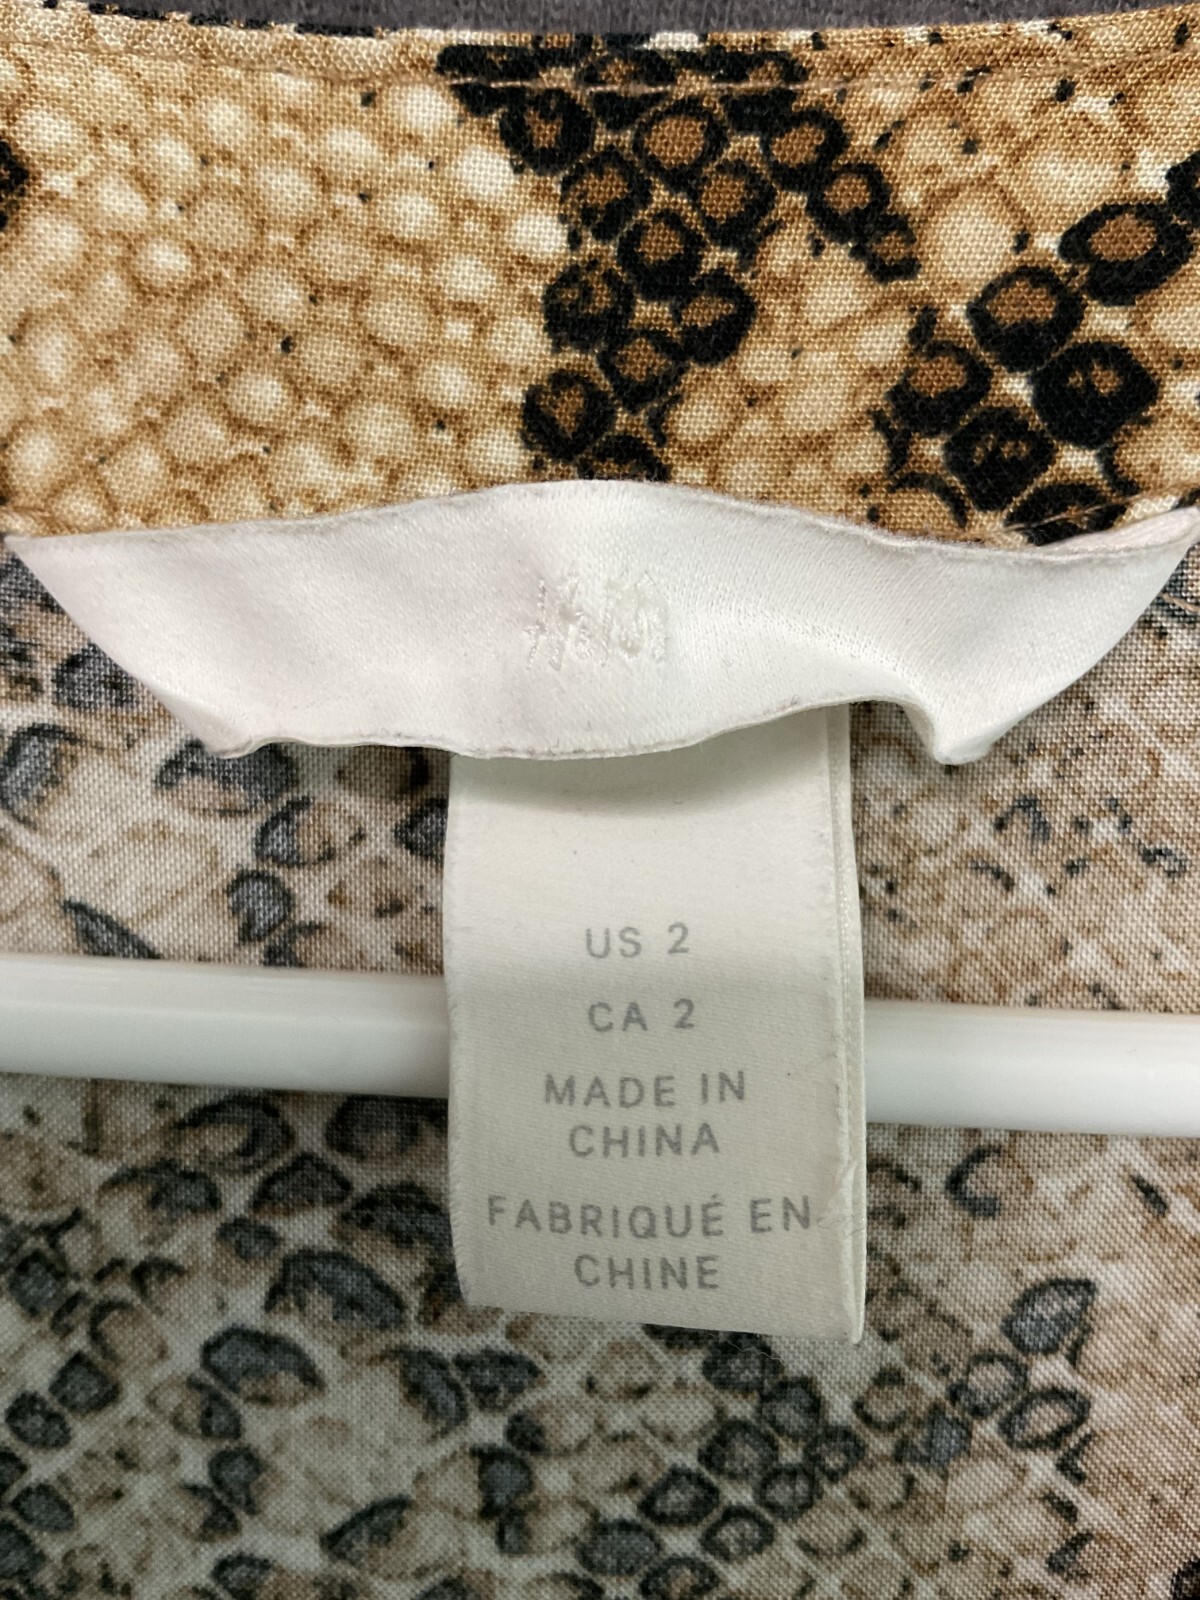 H&M
US 2
CA 2
MADE IN
CHINA
FABRIQUÉ EN
CHINE